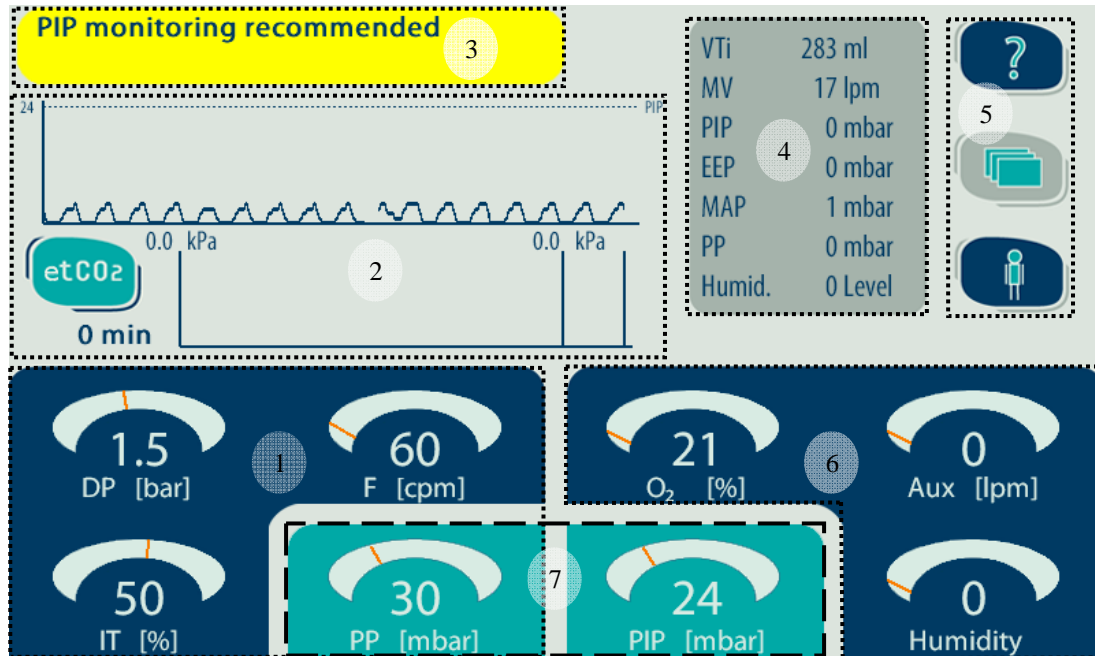 PIP monitoring recommended
3
24
PIP
0.0 kPa
0.0 kPa
2
etCO2
0 min
VTi 283 ml
MV 17 lpm
PIP 0 mbar
EEP 0 mbar
MAP 1 mbar
PP 0 mbar
Humid. 0 Level
4
?
5
1.5
DP [bar]
60
F [cpm]
1
21
O₂ [%]
0
Aux [lpm]
6
50
IT [%]
30
PP [mbar]
7
24
PIP [mbar]
0
Humidity